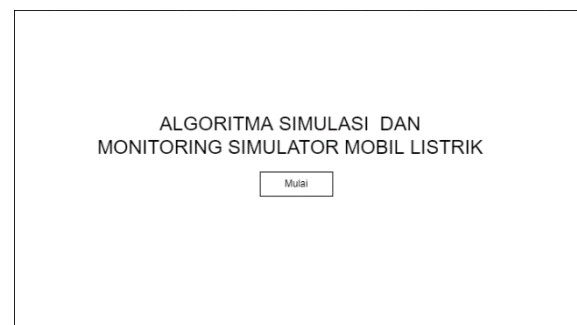 ALGORITMA SIMULASI DAN
MONITORING SIMULATOR MOBIL LISTRIK
Mulai